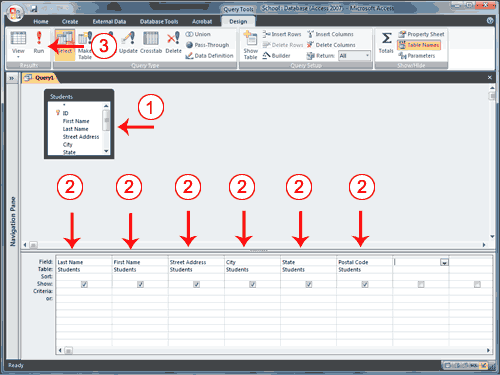 Query Tools
School : Database (Access 2007) - Microsoft Access
Home Create External Data Database Tools Acrobat Design
View Run Select Make Table Update Crosstab Delete
Union
Pass-Through
Data Definition
Show Table
Insert Rows
Delete Rows
Builder
Insert Columns
Delete Columns
Return: All
Totals
Property Sheet
Table Names
Parameters
Results Query Type Query Setup Show/Hide
3
Query1
Students
*
ID
First Name
Last Name
Street Address
City
State
1
2 2 2 2 2 2
Navigation Pane
Field: Last Name First Name Street Address City State Postal Code
Table: Students Students Students Students Students Students
Sort:
Show:
Criteria:
or:
Ready
SQL